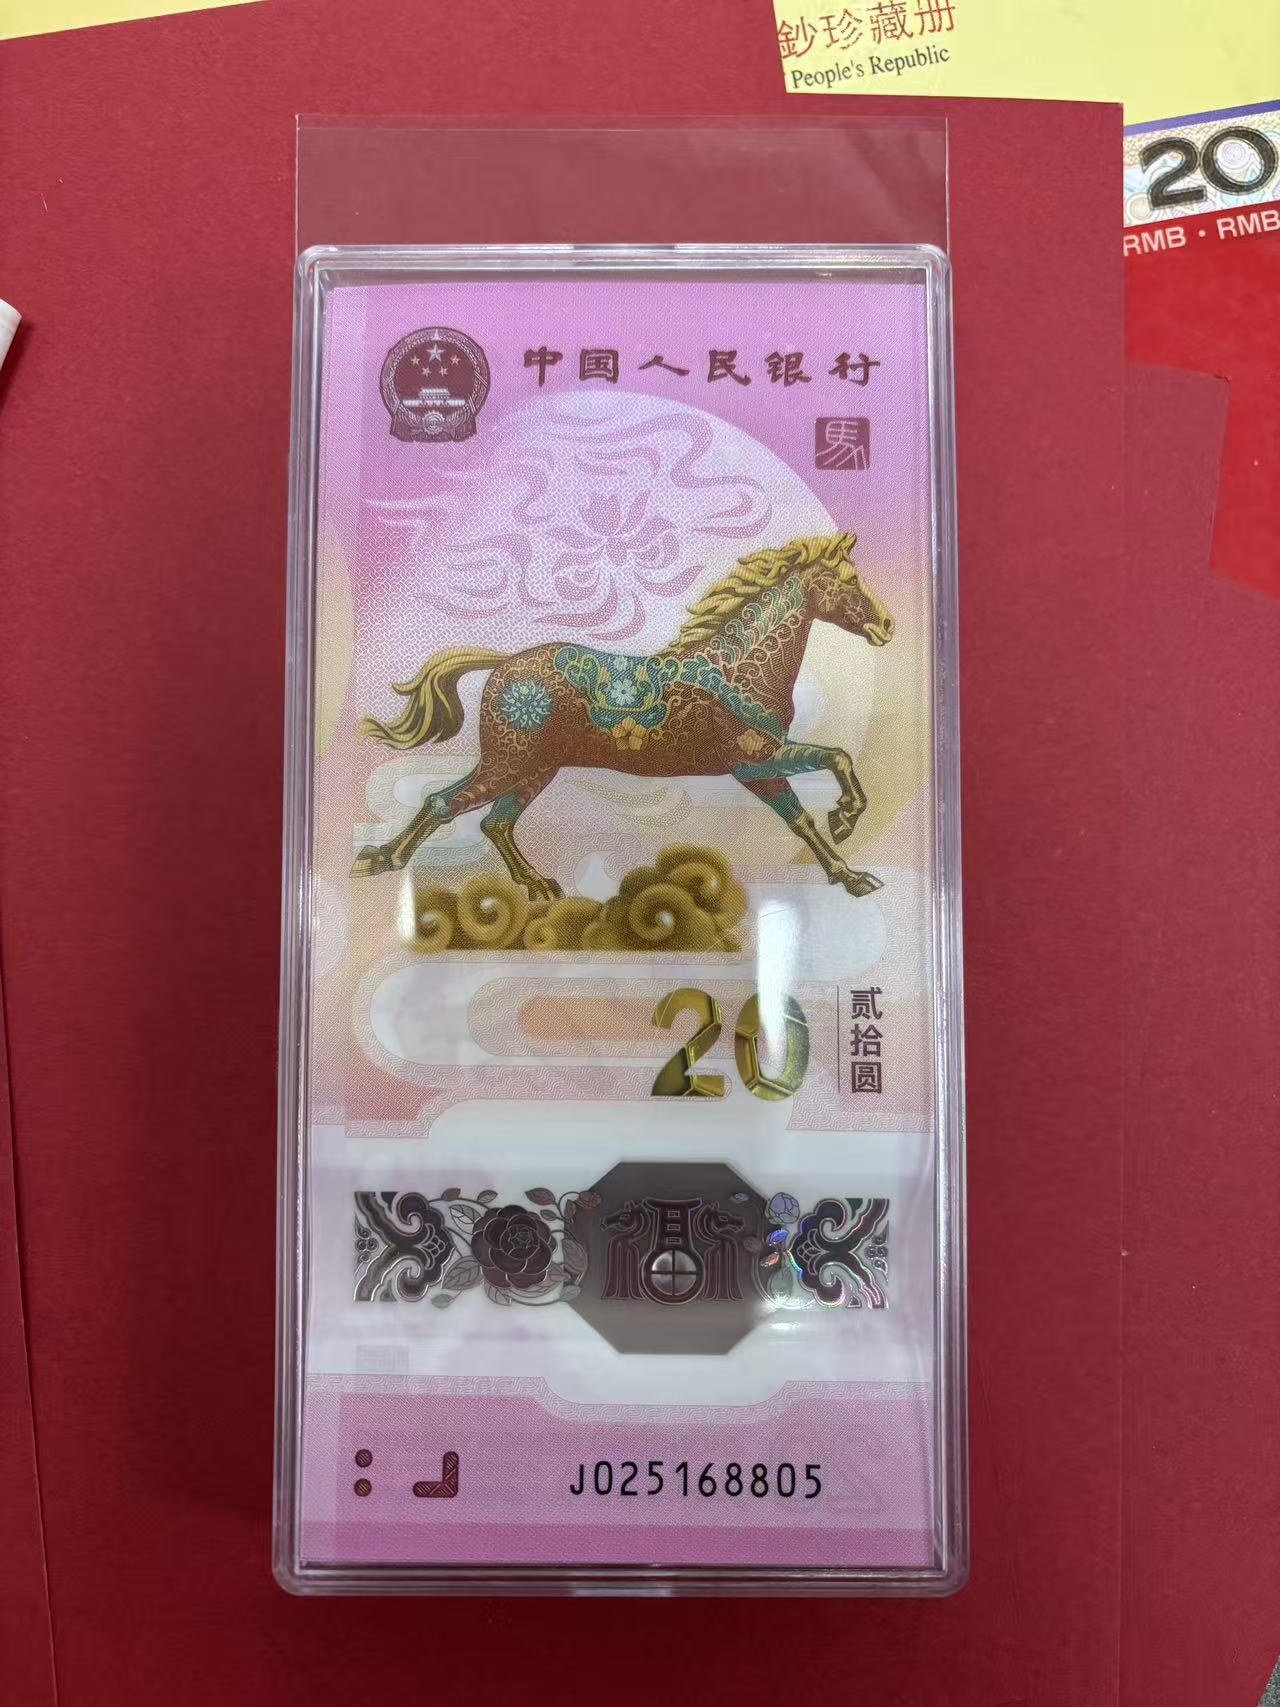 鈔珍藏册
People's Republic
20
RMB · RMB
中国人民银行
馬
20
贰拾圆
J025168805